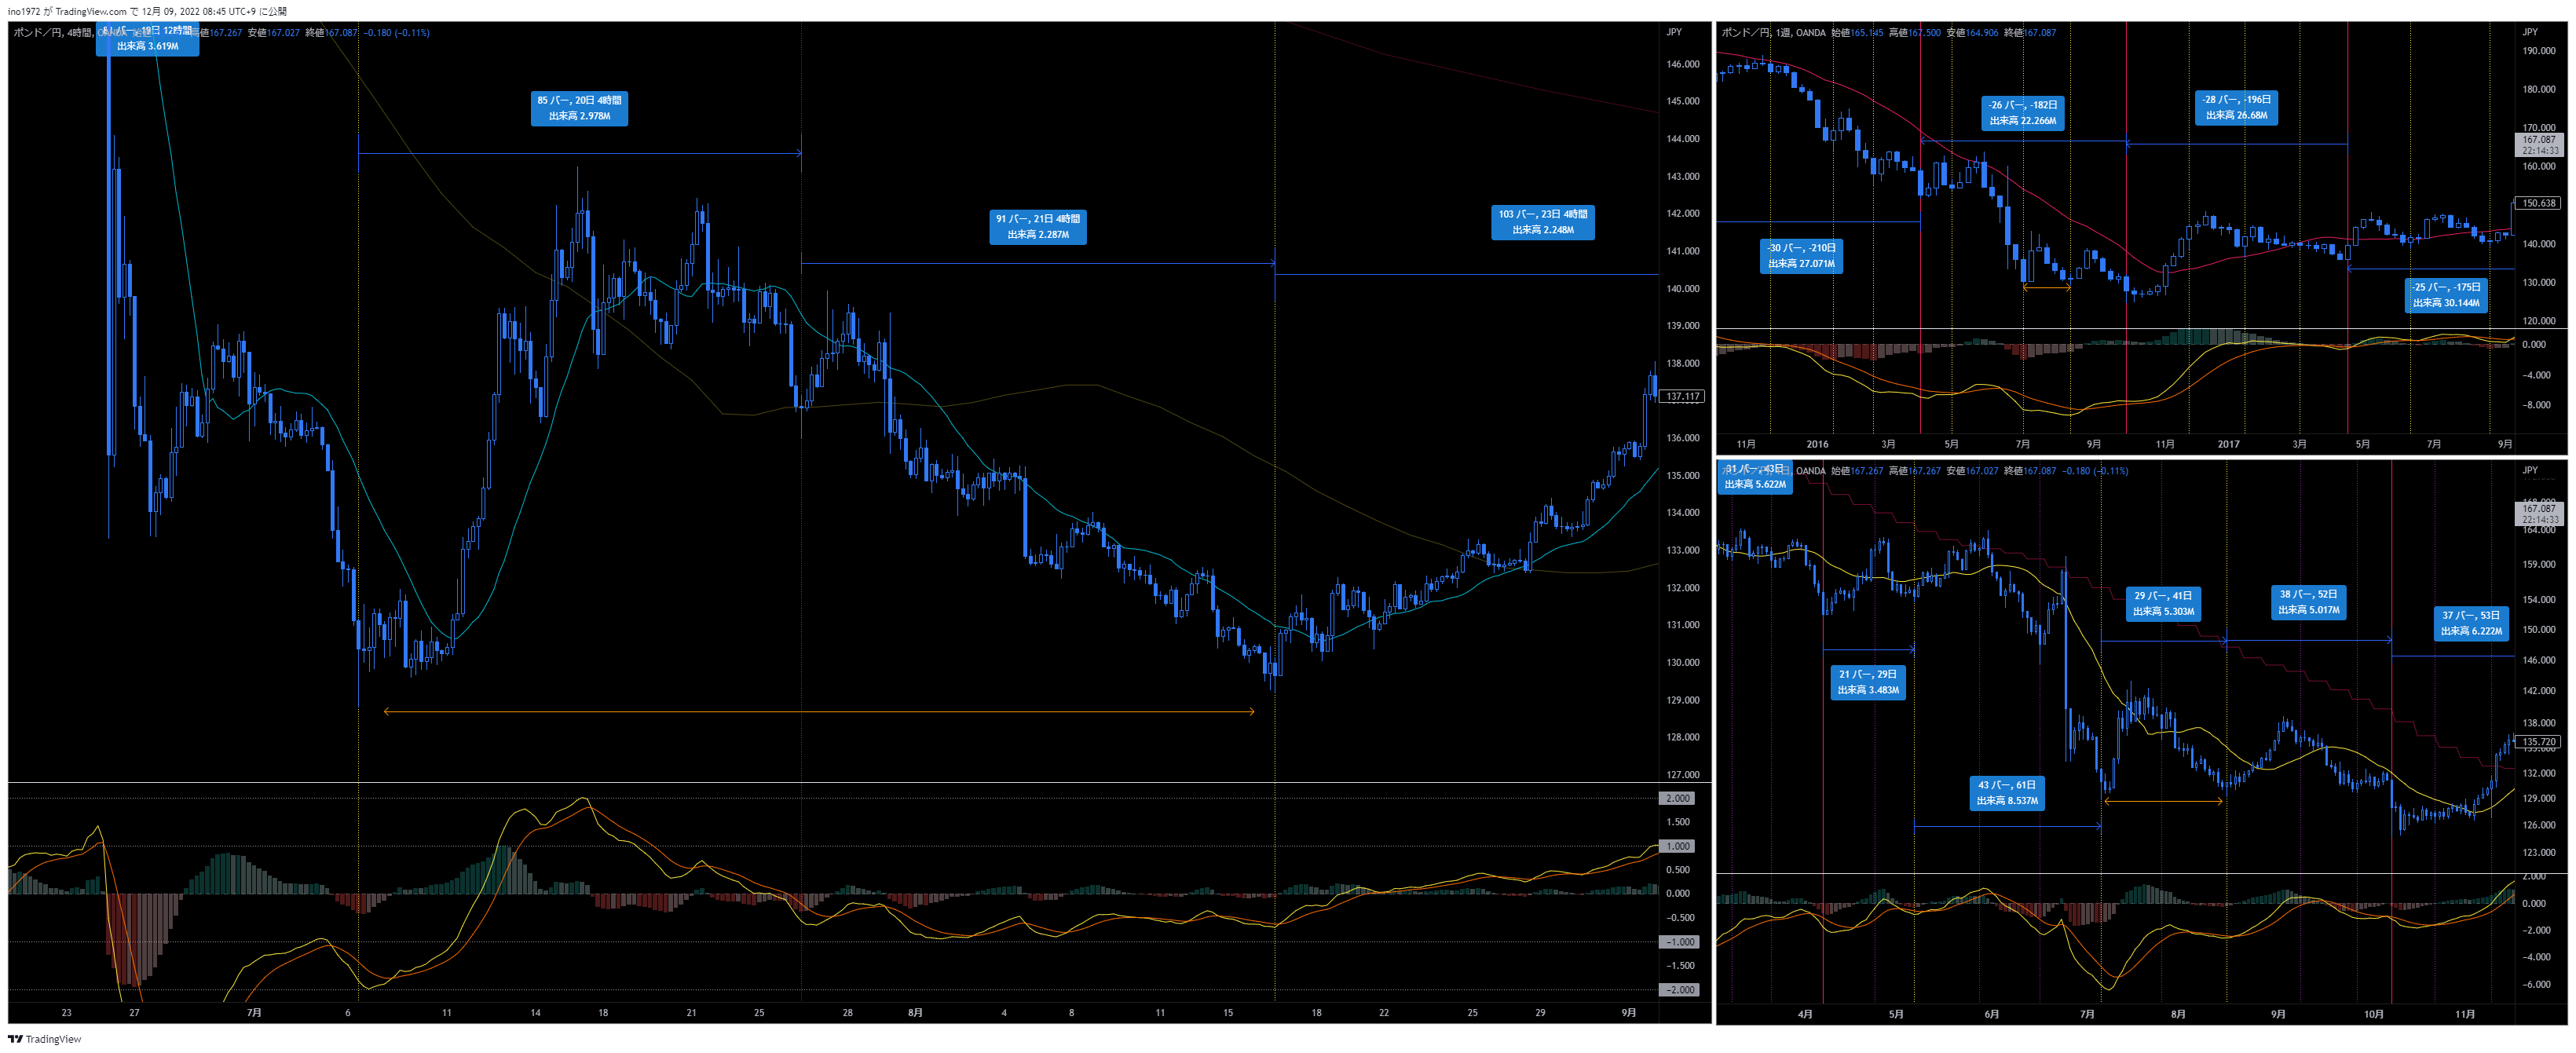 ino1972 が TradingView.com で 12月 09, 2022 08:45 UTC+9 に公開
ポンド／円, 4時間, 高値167.267 安値167.027 終値167.087 −0.180 (−0.11%)
出来高 3.619M
JPY
146.000
145.000
144.000
143.000
142.000
141.000
140.000
139.000
138.000
137.117
136.000
135.000
134.000
133.000
132.000
131.000
130.000
129.000
128.000
127.000
85 バー, 20日 4時間
出来高 2.978M
91 バー, 21日 4時間
出来高 2.287M
103 バー, 23日 4時間
出来高 2.248M
2.000
1.500
1.000
0.500
0.000
−0.500
−1.000
−1.500
−2.000
23 27 7月 6 11 14 18 21 25 28 8月 4 8 11 15 18 22 25 29 9月
ポンド／円, 1週, OANDA 始値165.145 高値167.500 安値164.906 終値167.087
JPY
190.000
180.000
170.000
167.087
22:14:33
160.000
150.638
140.000
130.000
120.000
-26 バー, -182日
出来高 22.266M
-28 バー, -196日
出来高 26.68M
-30 バー, -210日
出来高 27.071M
-25 バー, -175日
出来高 30.144M
0.000
−4.000
−8.000
11月 2016 3月 5月 7月 9月 11月 2017 3月 5月 7月 9月
OANDA 始値167.267 高値167.267 安値167.027 終値167.087 −0.180 (−0.11%)
31 バー, 43日
出来高 5.622M
JPY
167.087
22:14:33
164.000
159.000
154.000
150.000
146.000
142.000
138.000
135.720
132.000
129.000
126.000
123.000
21 バー, 29日
出来高 3.483M
43 バー, 61日
出来高 8.537M
29 バー, 41日
出来高 5.303M
38 バー, 52日
出来高 5.017M
37 バー, 53日
出来高 6.222M
2.000
0.000
−2.000
−4.000
−6.000
4月 5月 6月 7月 8月 9月 10月 11月
TradingView